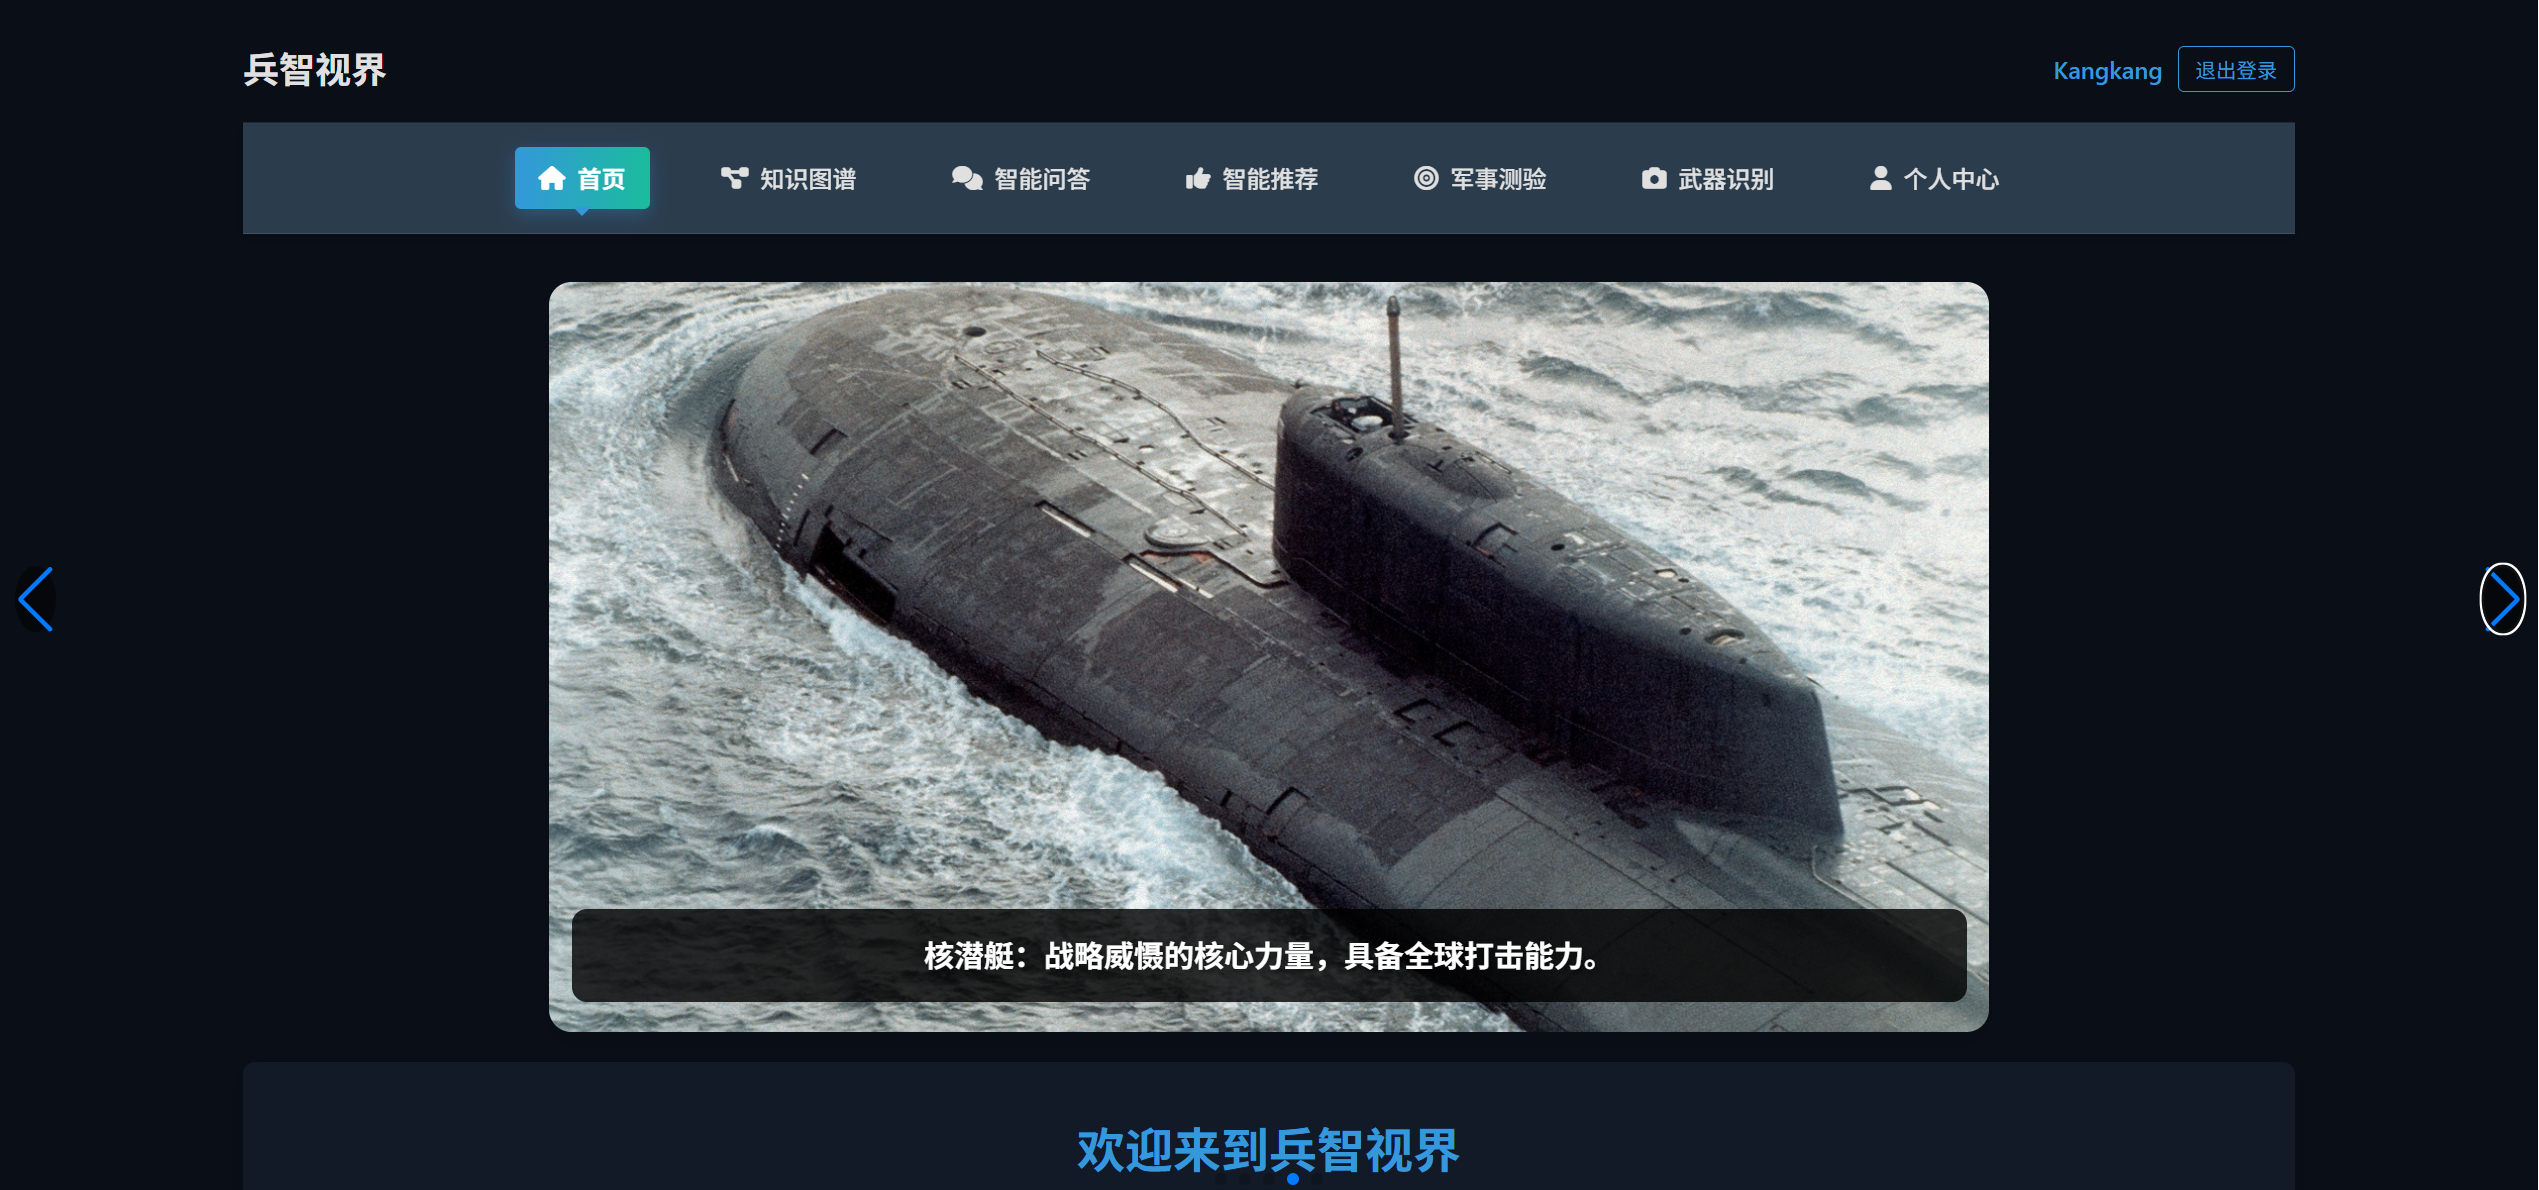 兵智视界
Kangkang 退出登录
首页 知识图谱 智能问答 智能推荐 军事测验 武器识别 个人中心
核潜艇：战略威慑的核心力量，具备全球打击能力。
欢迎来到兵智视界